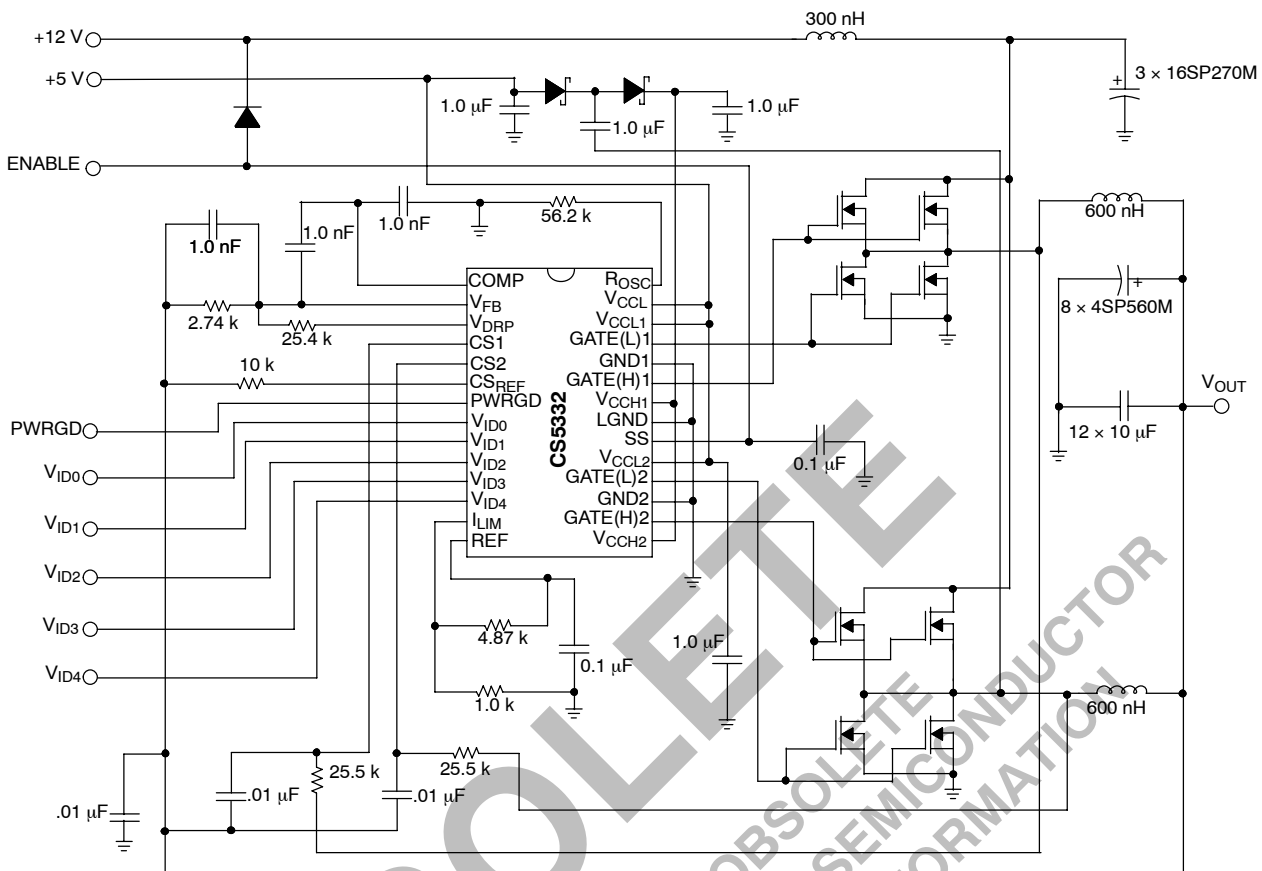 300 nH
+12 V
+5 V
3 × 16SP270M
+
1.0 μF
1.0 μF
1.0 μF
ENABLE
1.0 nF
1.0 nF
1.0 nF
56.2 k
600 nH
+
8 × 4SP560M
12 × 10 μF
VOUT
2.74 k
25.4 k
10 k
COMP
VFB
VDRP
CS1
CS2
CSREF
PWRGD
VID0
VID1
VID2
VID3
VID4
ILIM
REF
CS5332
ROSC
VCCL
VCCL1
GATE(L)1
GND1
GATE(H)1
VCCH1
LGND
SS
VCCL2
GATE(L)2
GND2
GATE(H)2
VCCH2
PWRGD
VID0
VID1
VID2
VID3
VID4
0.1 μF
4.87 k
0.1 μF
1.0 k
1.0 μF
600 nH
25.5 k
25.5 k
.01 μF
.01 μF
.01 μF
OLETE
OBSOLETE
SEMICONDUCTOR
FORMATION